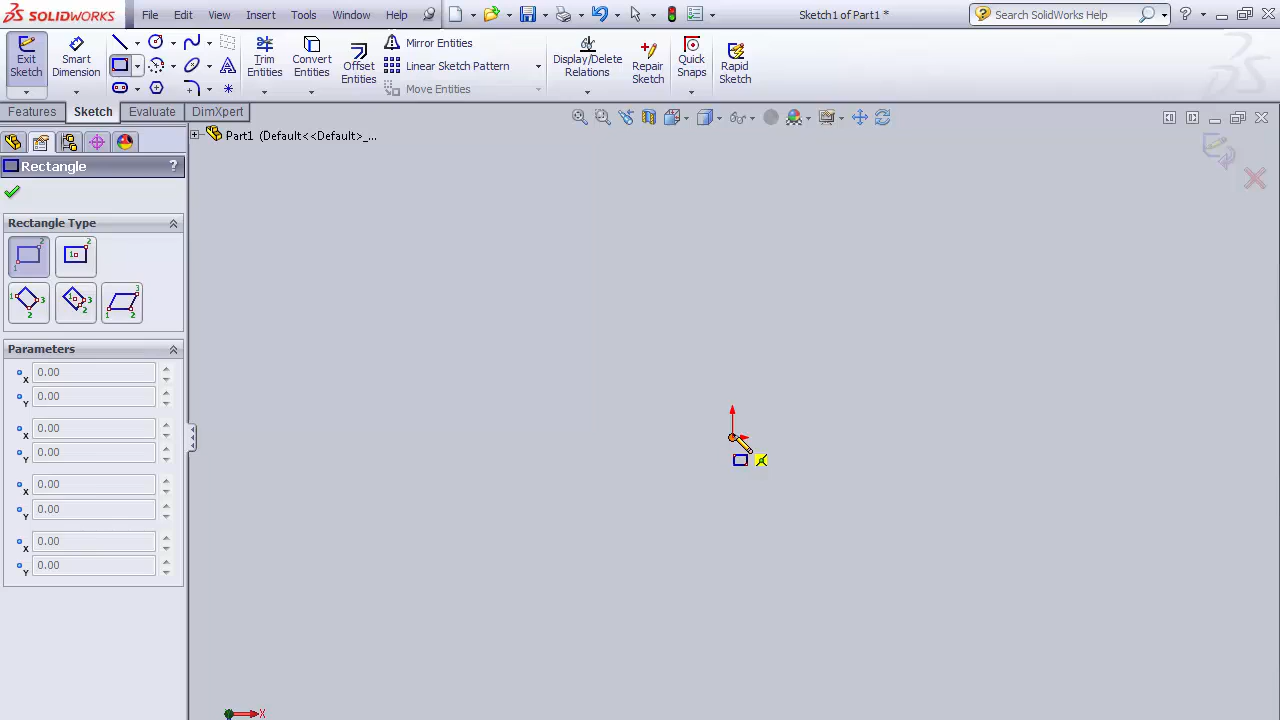 SOLIDWORKS File Edit View Insert Tools Window Help Sketch1 of Part1 * Search SolidWorks Help
Exit Sketch
Smart Dimension
Trim Entities
Convert Entities
Offset Entities
Mirror Entities
Linear Sketch Pattern
Move Entities
Display/Delete Relations
Repair Sketch
Quick Snaps
Rapid Sketch
Features Sketch Evaluate DimXpert
Part1 (Default<<Default>_...
Rectangle ?
Rectangle Type
Parameters
X 0.00
Y 0.00
X 0.00
Y 0.00
X 0.00
Y 0.00
X 0.00
Y 0.00
X